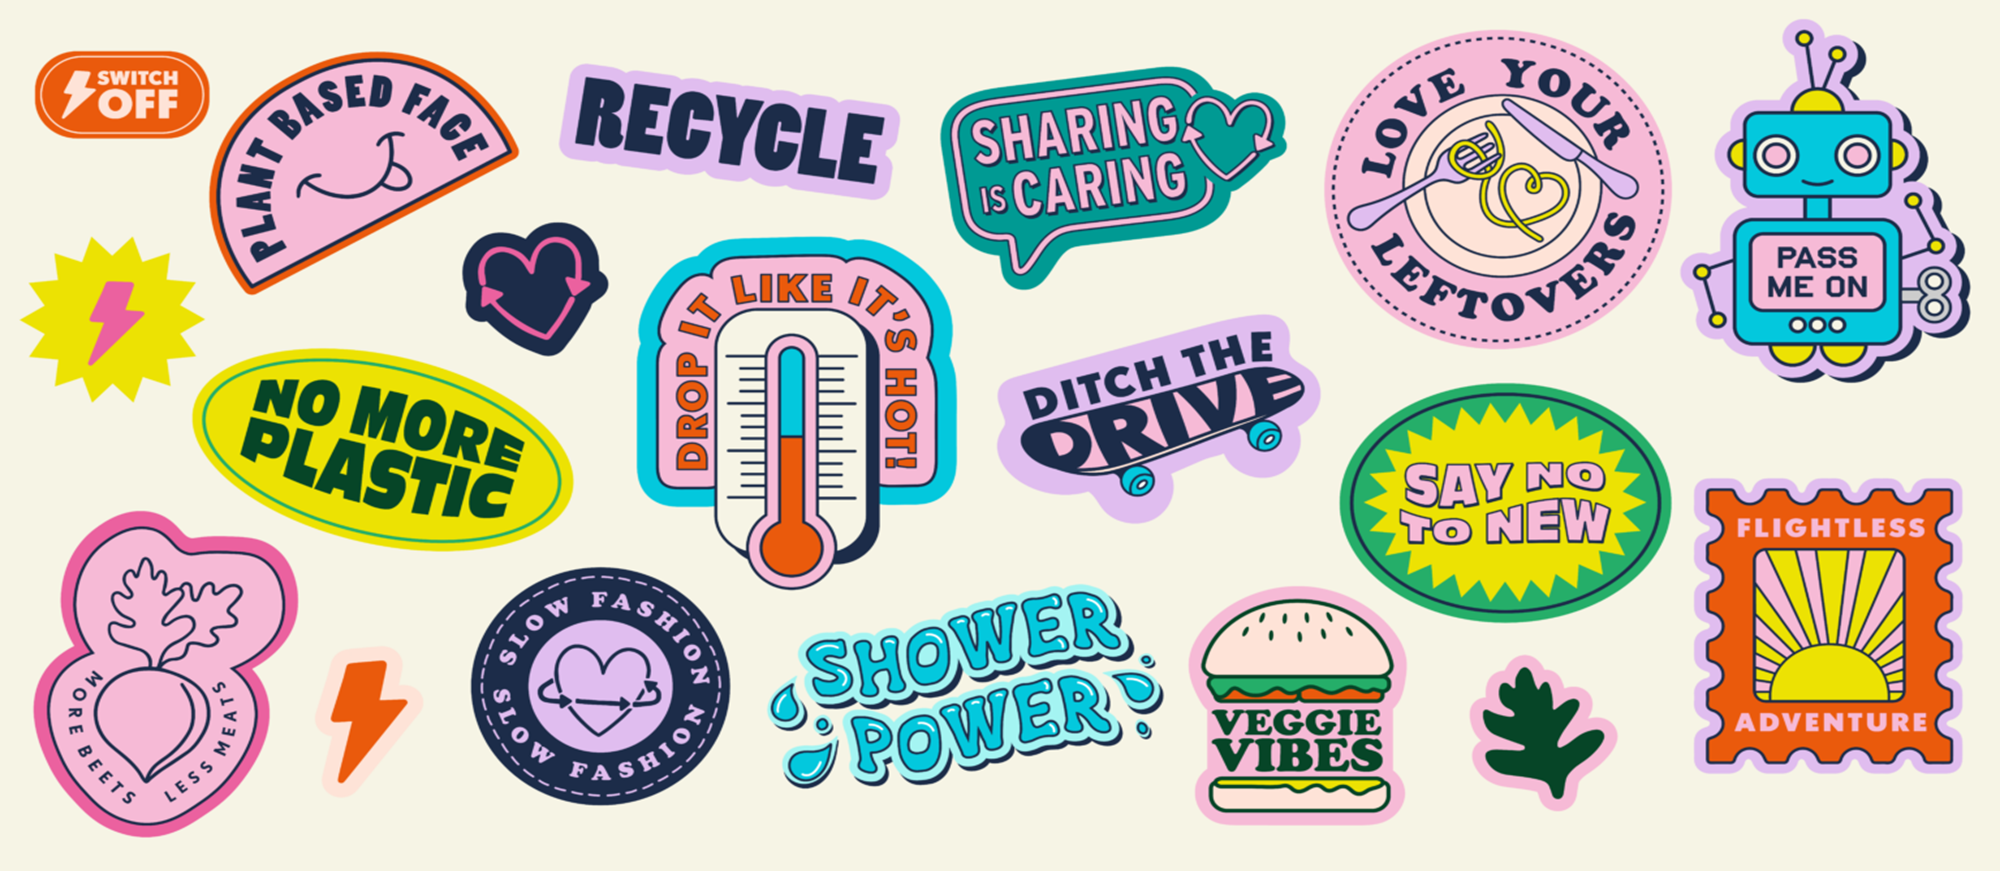 SWITCH
OFF
PLANT BASED FACE
RECYCLE
SHARING
IS CARING
LOVE YOUR
LEFTOVERS
PASS
ME ON
DROP IT LIKE IT'S HOT!
DITCH THE
DRIVE
NO MORE
PLASTIC
SAY NO
TO NEW
FLIGHTLESS
ADVENTURE
MORE BEETS
LESS MEATS
SLOW FASHION
SLOW FASHION
SHOWER
POWER
VEGGIE
VIBES